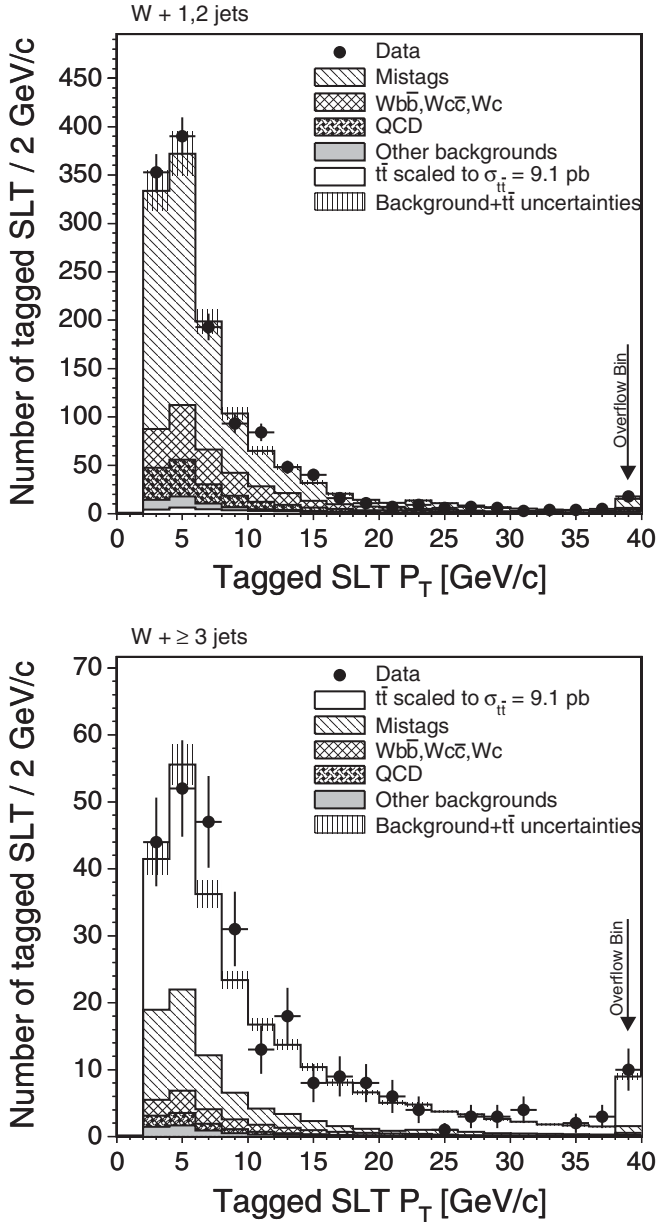 W + 1,2 jets
Number of tagged SLT / 2 GeV/c
450
400
350
300
250
200
150
100
50
0
Data
Mistags
Wbb̄,Wcc̄,Wc
QCD
Other backgrounds
tt̄ scaled to σtt̄ = 9.1 pb
Background+tt̄ uncertainties
Overflow Bin
0 5 10 15 20 25 30 35 40
Tagged SLT PT [GeV/c]
W + ≥ 3 jets
Number of tagged SLT / 2 GeV/c
70
60
50
40
30
20
10
0
Data
tt̄ scaled to σtt̄ = 9.1 pb
Mistags
Wbb̄,Wcc̄,Wc
QCD
Other backgrounds
Background+tt̄ uncertainties
Overflow Bin
0 5 10 15 20 25 30 35 40
Tagged SLT PT [GeV/c]